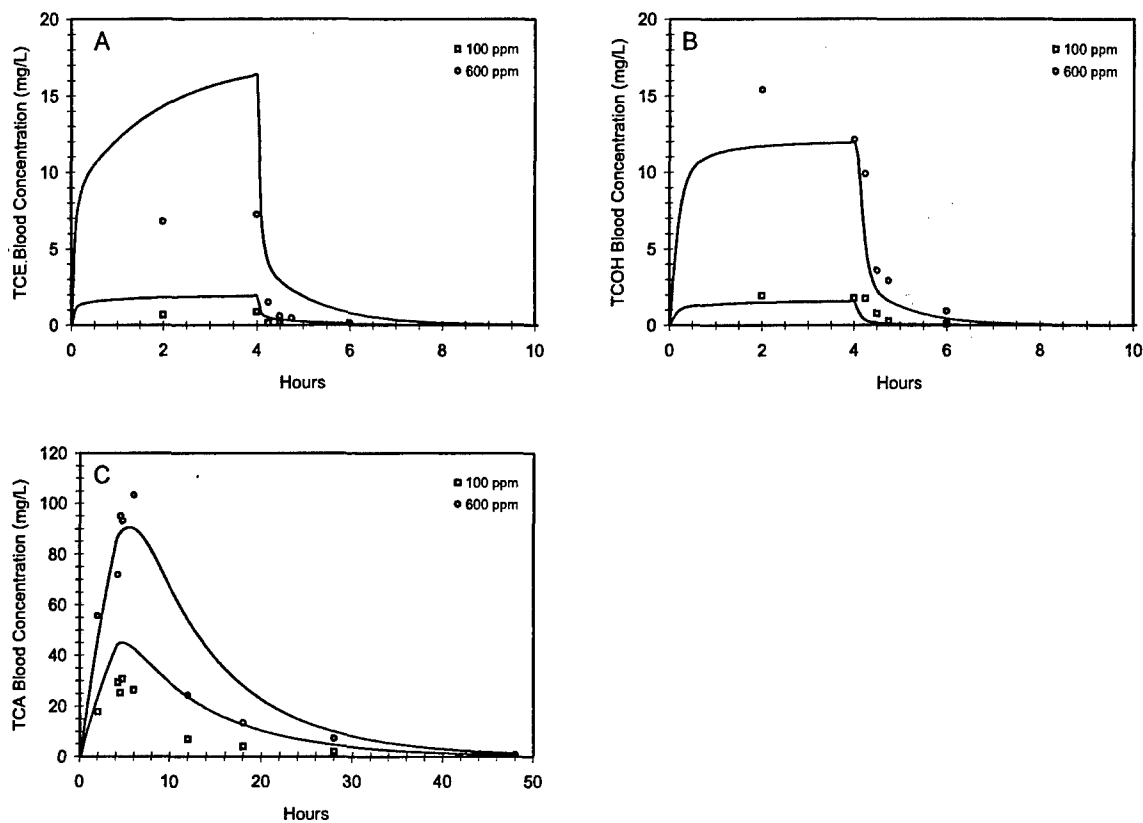 A
TCE Blood Concentration (mg/L)
20
15
10
5
0
100 ppm
600 ppm
0 2 4 6 8 10
Hours
B
TCOH Blood Concentration (mg/L)
20
15
10
5
0
100 ppm
600 ppm
0 2 4 6 8 10
Hours
C
TCA Blood Concentration (mg/L)
120
100
80
60
40
20
0
100 ppm
600 ppm
0 10 20 30 40 50
Hours